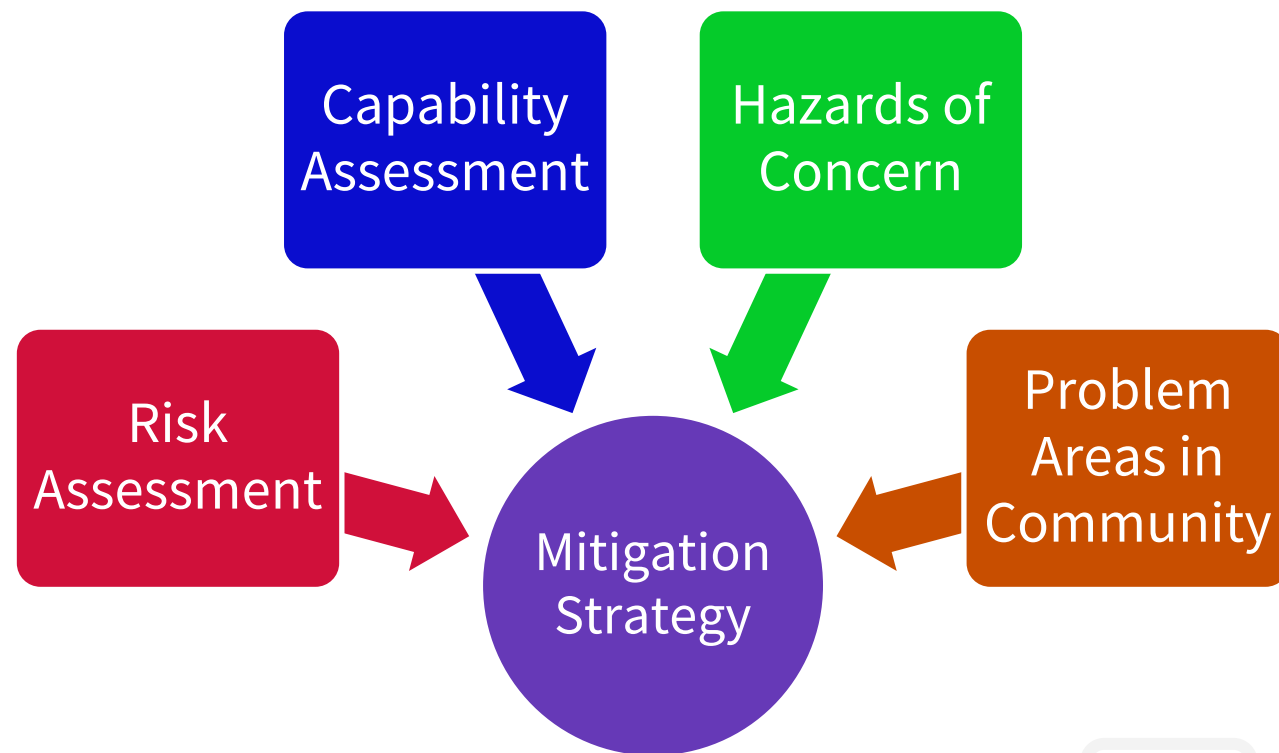 Capability
Assessment
Hazards of
Concern
Risk
Assessment
Problem
Areas in
Community
Mitigation
Strategy